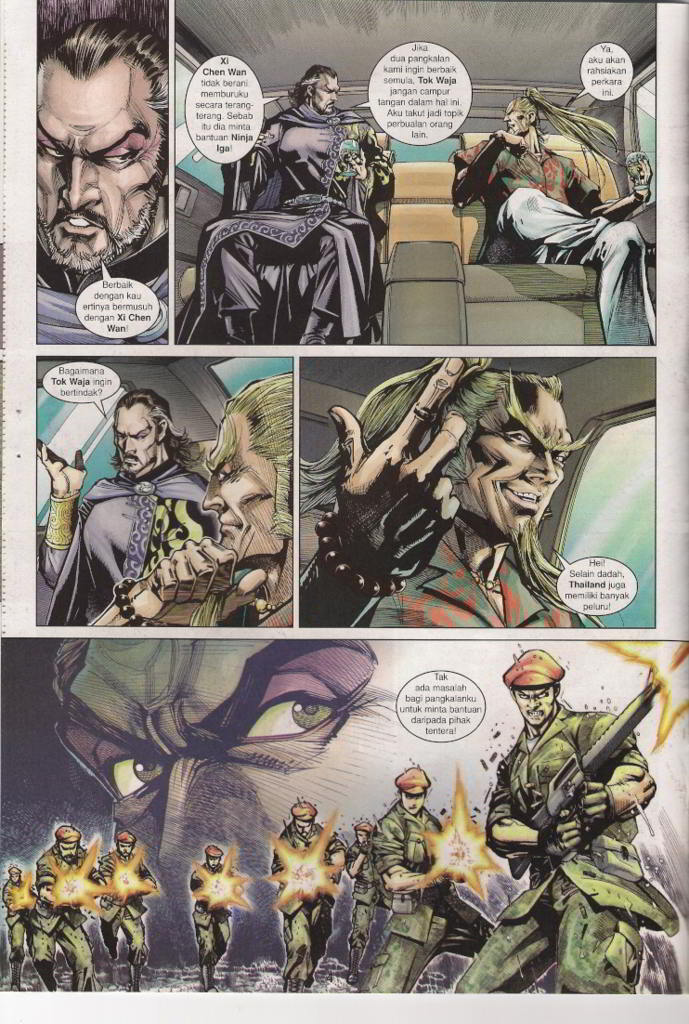 Berbaik
dengan kau
ertinya bermusuh
dengan Xi Chen
Wan!
Xi
Chen Wan
tidak berani
memburuku
secara terang-
terang. Sebab
itu dia minta
bantuan Ninja
Iga!
Jika
dua pangkalan
kami ingin berbaik
semula, Tok Waja
jangan campur
tangan dalam hal ini.
Aku takut jadi topik
perbualan orang
lain.
Ya,
aku akan
rahsiakan
perkara
ini.
Bagaimana
Tok Waja ingin
bertindak?
Hei!
Selain dadah,
Thailand juga
memiliki banyak
peluru!
Tak
ada masalah
bagi pangkalanku
untuk minta bantuan
daripada pihak
tentera!